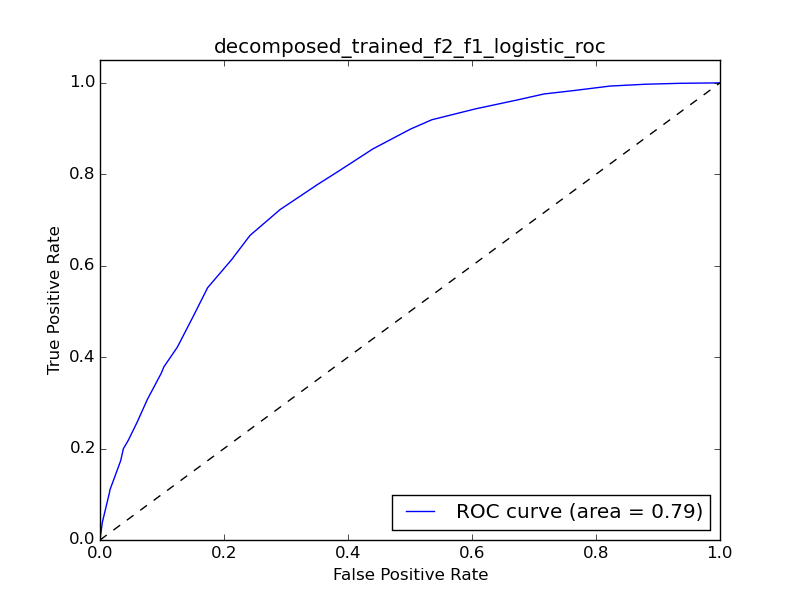 decomposed_trained_f2_f1_logistic_roc
1.0
0.8
0.6
0.4
0.2
0.0
True Positive Rate
ROC curve (area = 0.79)
0.0 0.2 0.4 0.6 0.8 1.0
False Positive Rate